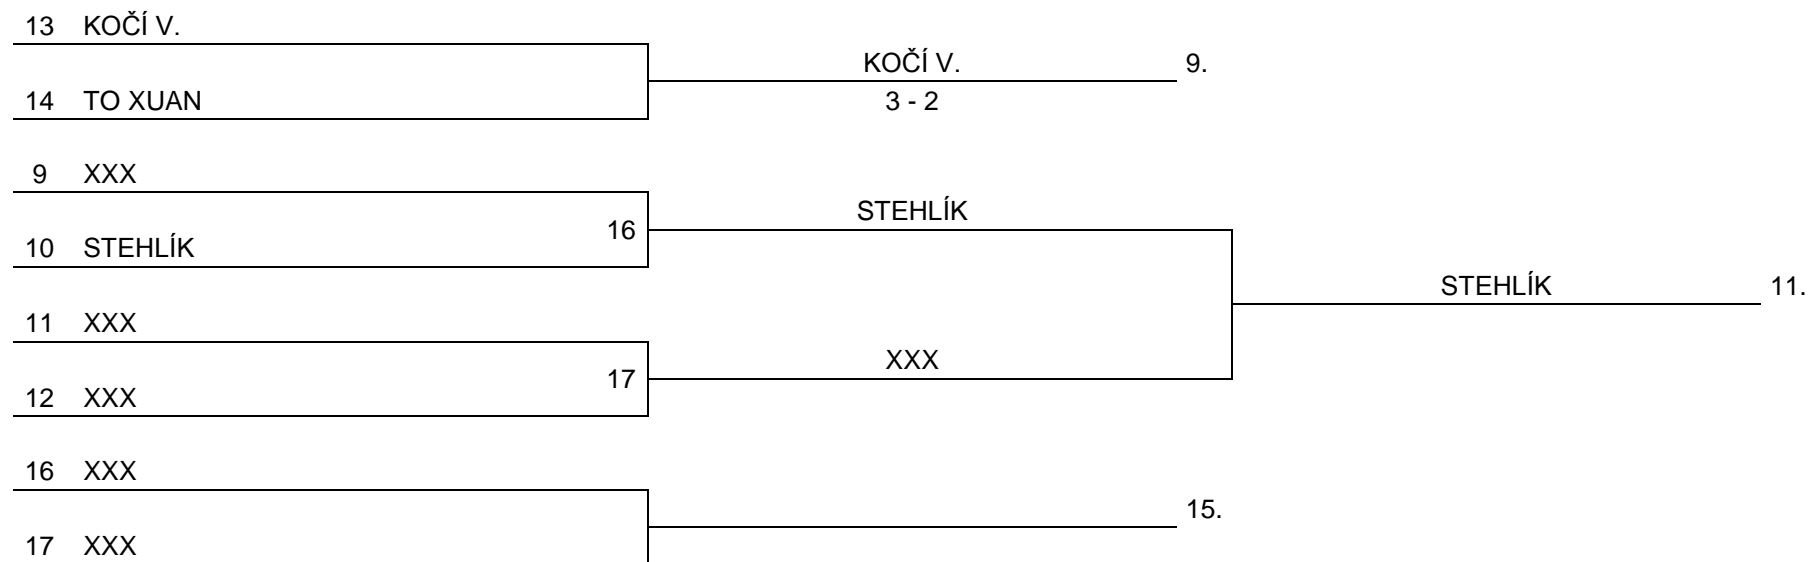 13 KOČÍ V.
KOČÍ V. 9.
14 TO XUAN 3 - 2
9 XXX
STEHLÍK
16
10 STEHLÍK
STEHLÍK 11.
11 XXX
XXX
17
12 XXX
16 XXX
15.
17 XXX